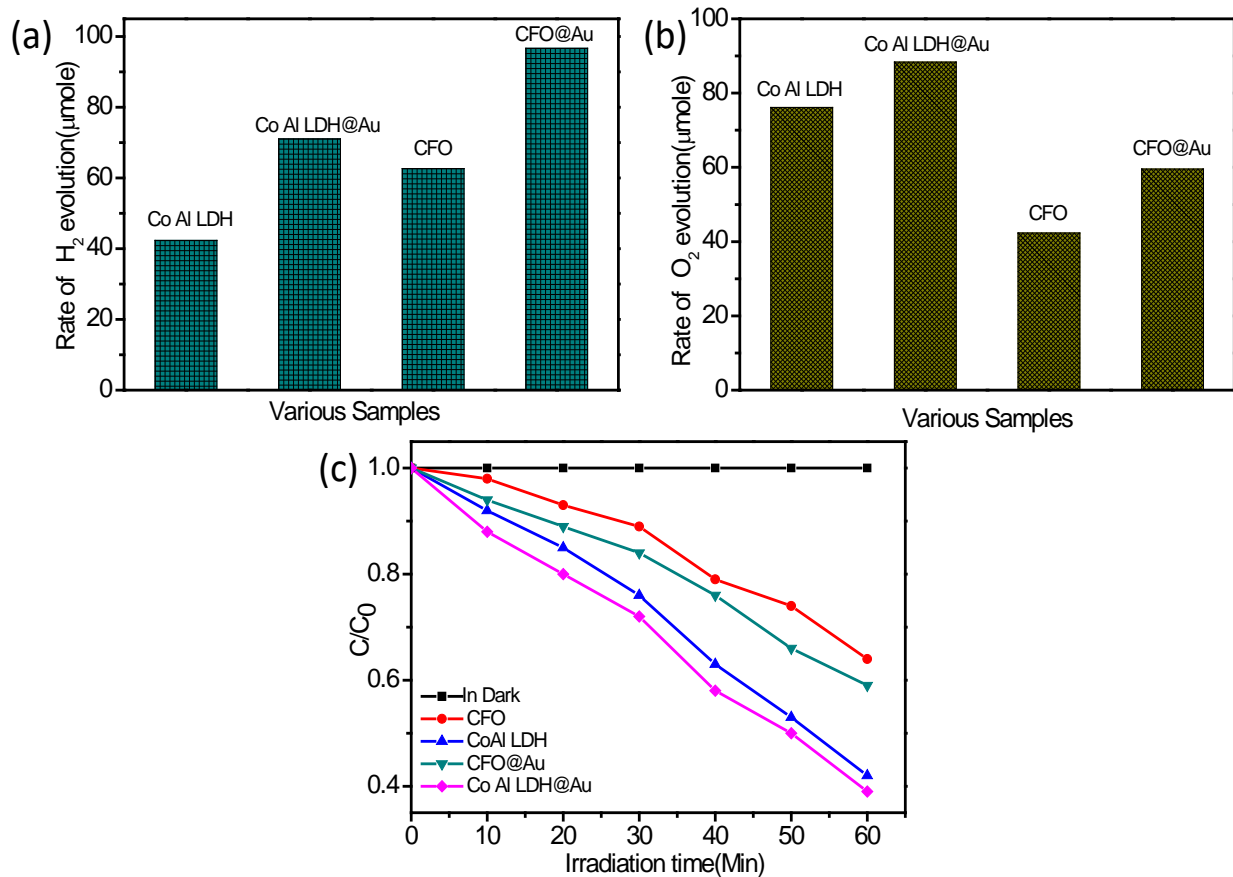 (a)
Rate of H2 evolution(μmole)
100
80
60
40
20
0
Co Al LDH
Co Al LDH@Au
CFO
CFO@Au
Various Samples
(b)
Rate of O2 evolution(μmole)
100
80
60
40
20
0
Co Al LDH
Co Al LDH@Au
CFO
CFO@Au
Various Samples
(c)
C/C0
1.0
0.8
0.6
0.4
In Dark
CFO
CoAl LDH
CFO@Au
Co Al LDH@Au
0 10 20 30 40 50 60
Irradiation time(Min)